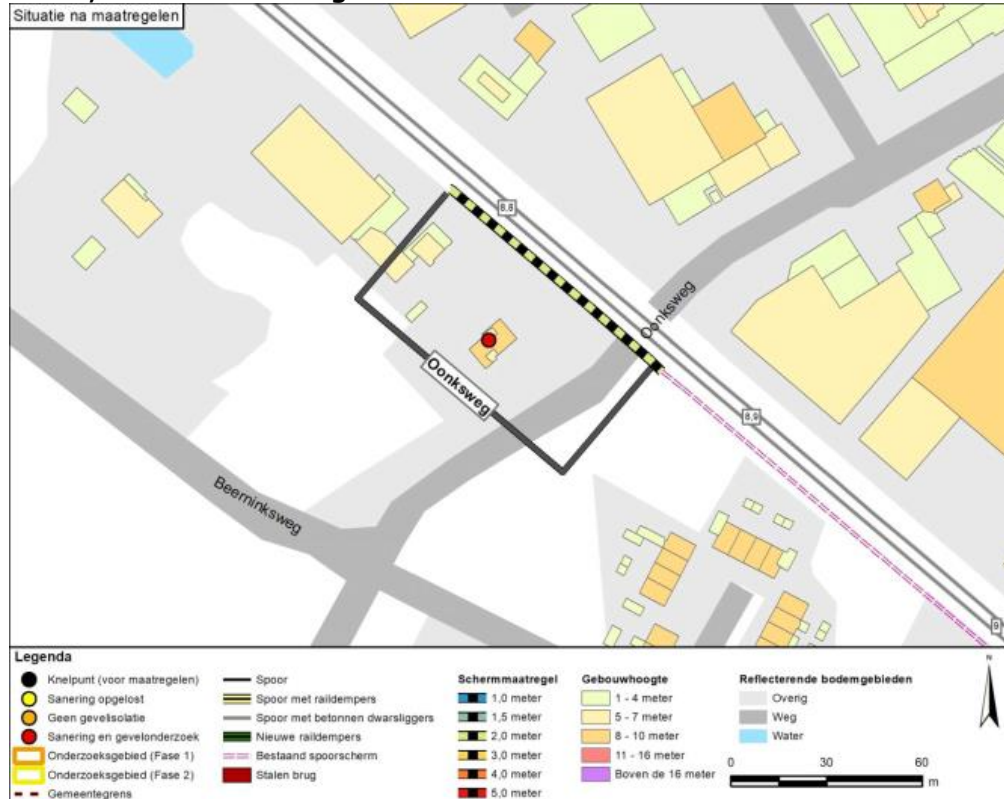 Situatie na maatregelen
8,8
Oonksweg
Oonksweg
8,9
Beerninksweg
9
Legenda
Knelpunt (voor maatregelen)
Sanering opgelost
Geen gevelisolatie
Sanering en gevelonderzoek
Onderzoeksgebied (Fase 1)
Onderzoeksgebied (Fase 2)
Gemeentegrens
Spoor
Spoor met raildempers
Spoor met betonnen dwarsliggers
Nieuwe raildempers
Bestaand spoorscherm
Stalen brug
Schermmaatregel
1,0 meter
1,5 meter
2,0 meter
3,0 meter
4,0 meter
5,0 meter
Gebouwhoogte
1 - 4 meter
5 - 7 meter
8 - 10 meter
11 - 16 meter
Boven de 16 meter
Reflecterende bodemgebieden
Overig
Weg
Water
N
0 30 60
m